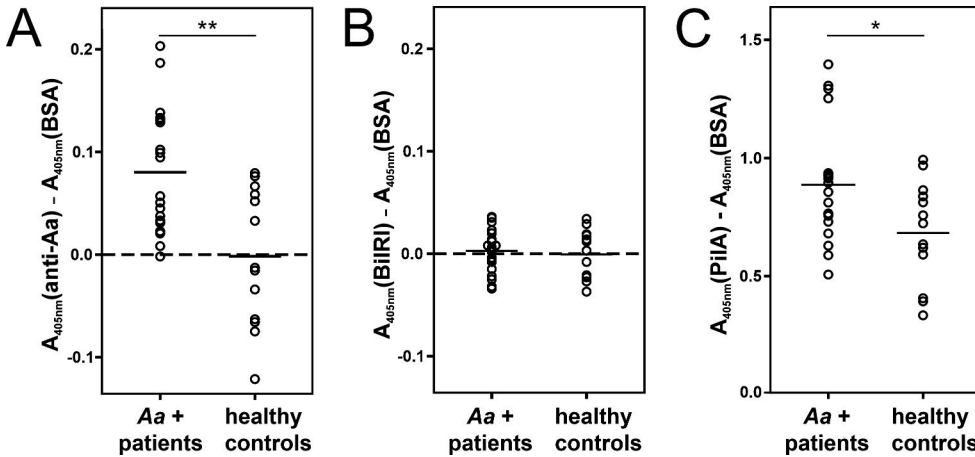 A
A405nm(anti-Aa) – A405nm(BSA)
0.2
0.1
0.0
-0.1
**
Aa +
patients
healthy
controls
B
A405nm(BilRI) – A405nm(BSA)
0.2
0.1
0.0
-0.1
Aa +
patients
healthy
controls
C
A405nm(PilA) - A405nm(BSA)
1.5
1.0
0.5
0.0
*
Aa +
patients
healthy
controls